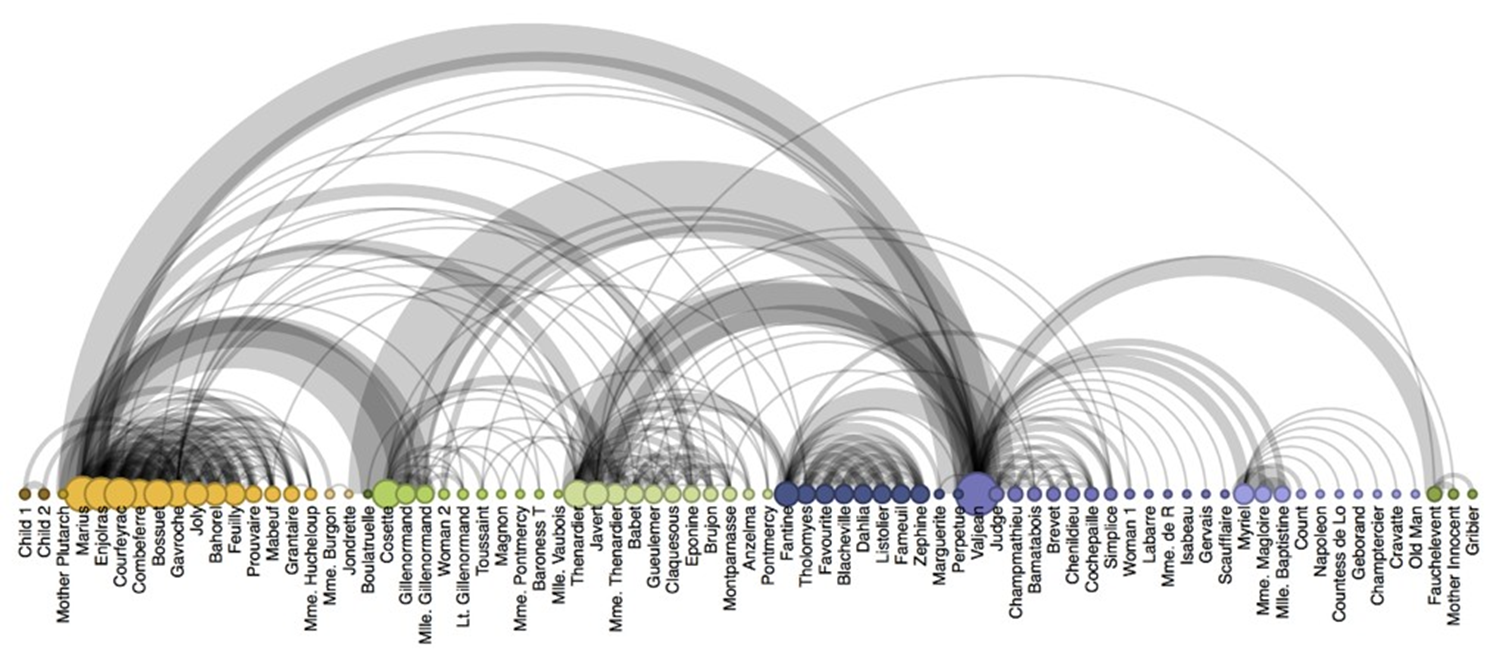 Child 1
Child 2
Mother Plutarch
Marius
Enjolras
Courfeyrac
Combeferre
Bossuet
Gavroche
Joly
Bahorel
Feuilly
Prouvaire
Mabeuf
Grantaire
Mme. Hucheloup
Mme. Burgon
Jondrette
Boulatruelle
Cosette
Gillenormand
Mlle. Gillenormand
Woman 2
Lt. Gillenormand
Toussaint
Magnon
Mme. Pontmercy
Baroness T
Mlle. Vaubois
Thenardier
Javert
Mme. Thenardier
Babet
Gueulemer
Claquesous
Eponine
Brujon
Montparnasse
Anzelma
Pontmercy
Fantine
Tholomyes
Favourite
Blacheville
Dahlia
Listolier
Fameuil
Zephine
Marguerite
Perpetue
Valjean
Judge
Champmathieu
Bamatabois
Brevet
Chenildieu
Cochepaille
Simplice
Woman 1
Labarre
Mme. de R
Isabeau
Gervais
Scaufflaire
Myriel
Mme. Magloire
Mlle. Baptistine
Count
Napoleon
Countess de Lo
Geborand
Champtercier
Cravatte
Old Man
Fauchelevent
Mother Innocent
Gribier